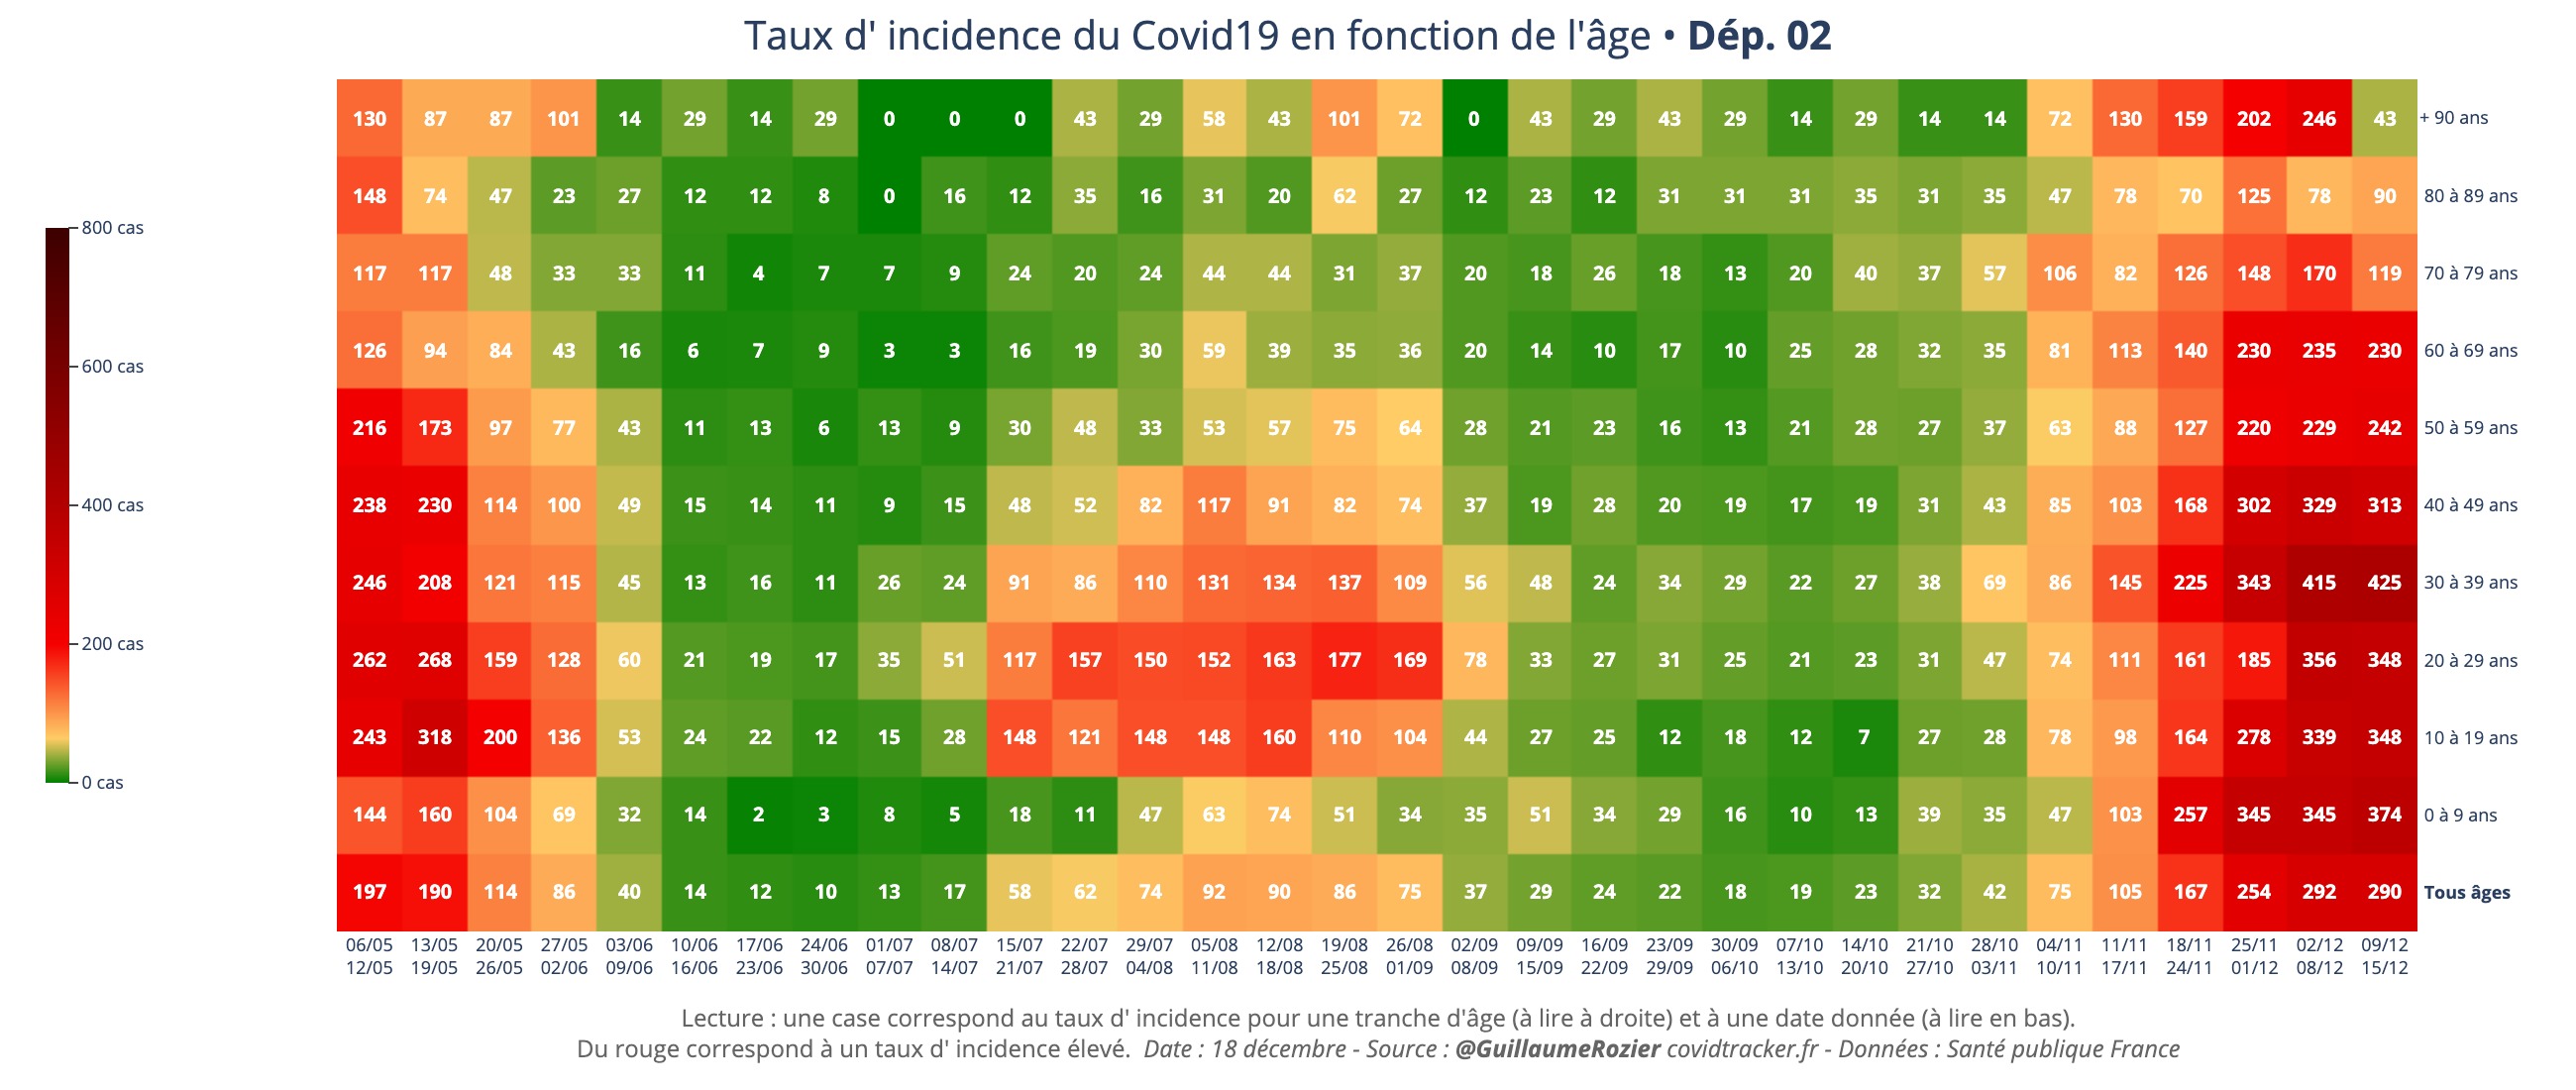 Taux d' incidence du Covid19 en fonction de l'âge • Dép. 02
130 87 87 101 14 29 14 29 0 0 0 43 29 58 43 101 72 0 43 29 43 29 14 29 14 14 72 130 159 202 246 43 + 90 ans
148 74 47 23 27 12 12 8 0 16 12 35 16 31 20 62 27 12 23 12 31 31 31 35 31 35 47 78 70 125 78 90 80 à 89 ans
800 cas
117 117 48 33 33 11 4 7 7 9 24 20 24 44 44 31 37 20 18 26 18 13 20 40 37 57 106 82 126 148 170 119 70 à 79 ans
126 94 84 43 16 6 7 9 3 3 16 19 30 59 39 35 36 20 14 10 17 10 25 28 32 35 81 113 140 230 235 230 60 à 69 ans
600 cas
216 173 97 77 43 11 13 6 13 9 30 48 33 53 57 75 64 28 21 23 16 13 21 28 27 37 63 88 127 220 229 242 50 à 59 ans
400 cas
238 230 114 100 49 15 14 11 9 15 48 52 82 117 91 82 74 37 19 28 20 19 17 19 31 43 85 103 168 302 329 313 40 à 49 ans
246 208 121 115 45 13 16 11 26 24 91 86 110 131 134 137 109 56 48 24 34 29 22 27 38 69 86 145 225 343 415 425 30 à 39 ans
200 cas
262 268 159 128 60 21 19 17 35 51 117 157 150 152 163 177 169 78 33 27 31 25 21 23 31 47 74 111 161 185 356 348 20 à 29 ans
243 318 200 136 53 24 22 12 15 28 148 121 148 148 160 110 104 44 27 25 12 18 12 7 27 28 78 98 164 278 339 348 10 à 19 ans
0 cas
144 160 104 69 32 14 2 3 8 5 18 11 47 63 74 51 34 35 51 34 29 16 10 13 39 35 47 103 257 345 345 374 0 à 9 ans
197 190 114 86 40 14 12 10 13 17 58 62 74 92 90 86 75 37 29 24 22 18 19 23 32 42 75 105 167 254 292 290 Tous âges
06/05 13/05 20/05 27/05 03/06 10/06 17/06 24/06 01/07 08/07 15/07 22/07 29/07 05/08 12/08 19/08 26/08 02/09 09/09 16/09 23/09 30/09 07/10 14/10 21/10 28/10 04/11 11/11 18/11 25/11 02/12 09/12
12/05 19/05 26/05 02/06 09/06 16/06 23/06 30/06 07/07 14/07 21/07 28/07 04/08 11/08 18/08 25/08 01/09 08/09 15/09 22/09 29/09 06/10 13/10 20/10 27/10 03/11 10/11 17/11 24/11 01/12 08/12 15/12
Lecture : une case correspond au taux d' incidence pour une tranche d'âge (à lire à droite) et à une date donnée (à lire en bas).
Du rouge correspond à un taux d' incidence élevé. Date : 18 décembre - Source : @GuillaumeRozier covidtracker.fr - Données : Santé publique France